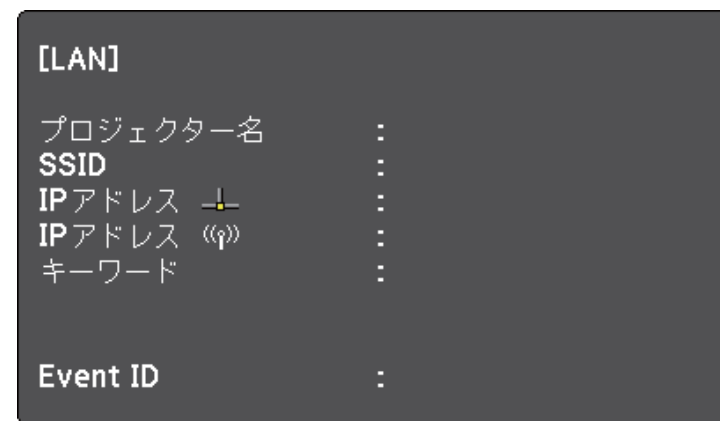 [LAN]
プロジェクター名 :
SSID :
IPアドレス :
IPアドレス :
キーワード :
Event ID :